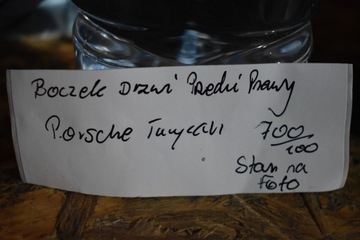 Boczek Drzwi Przedni Prawy
Porsche Taycan 700/100
Stan na
Foto